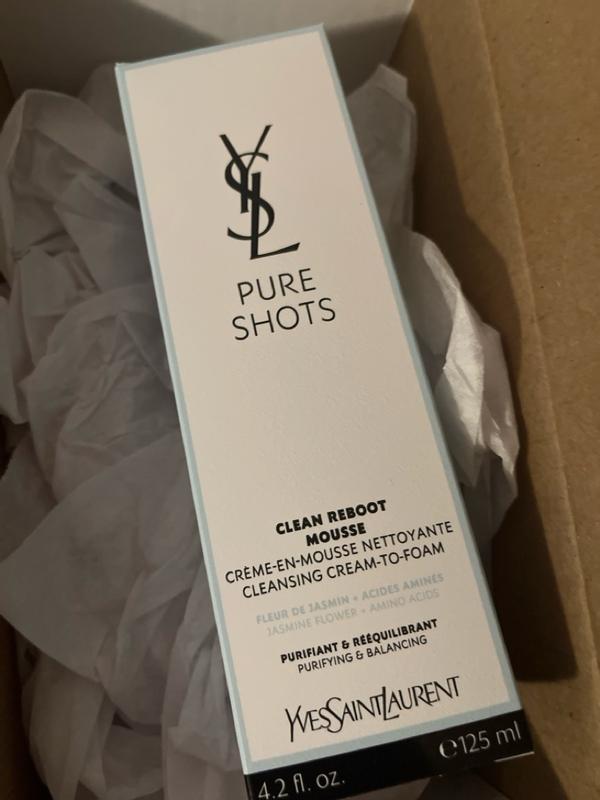 YSL
PURE
SHOTS
CLEAN REBOOT
MOUSSE
CRÈME-EN-MOUSSE NETTOYANTE
CLEANSING CREAM-TO-FOAM
FLEUR DE JASMIN + ACIDES AMINÉS
JASMINE FLOWER + AMINO ACIDS
PURIFIANT & RÉÉQUILIBRANT
PURIFYING & BALANCING
YVESSAINTLAURENT
4.2 fl. oz. ℮125 ml